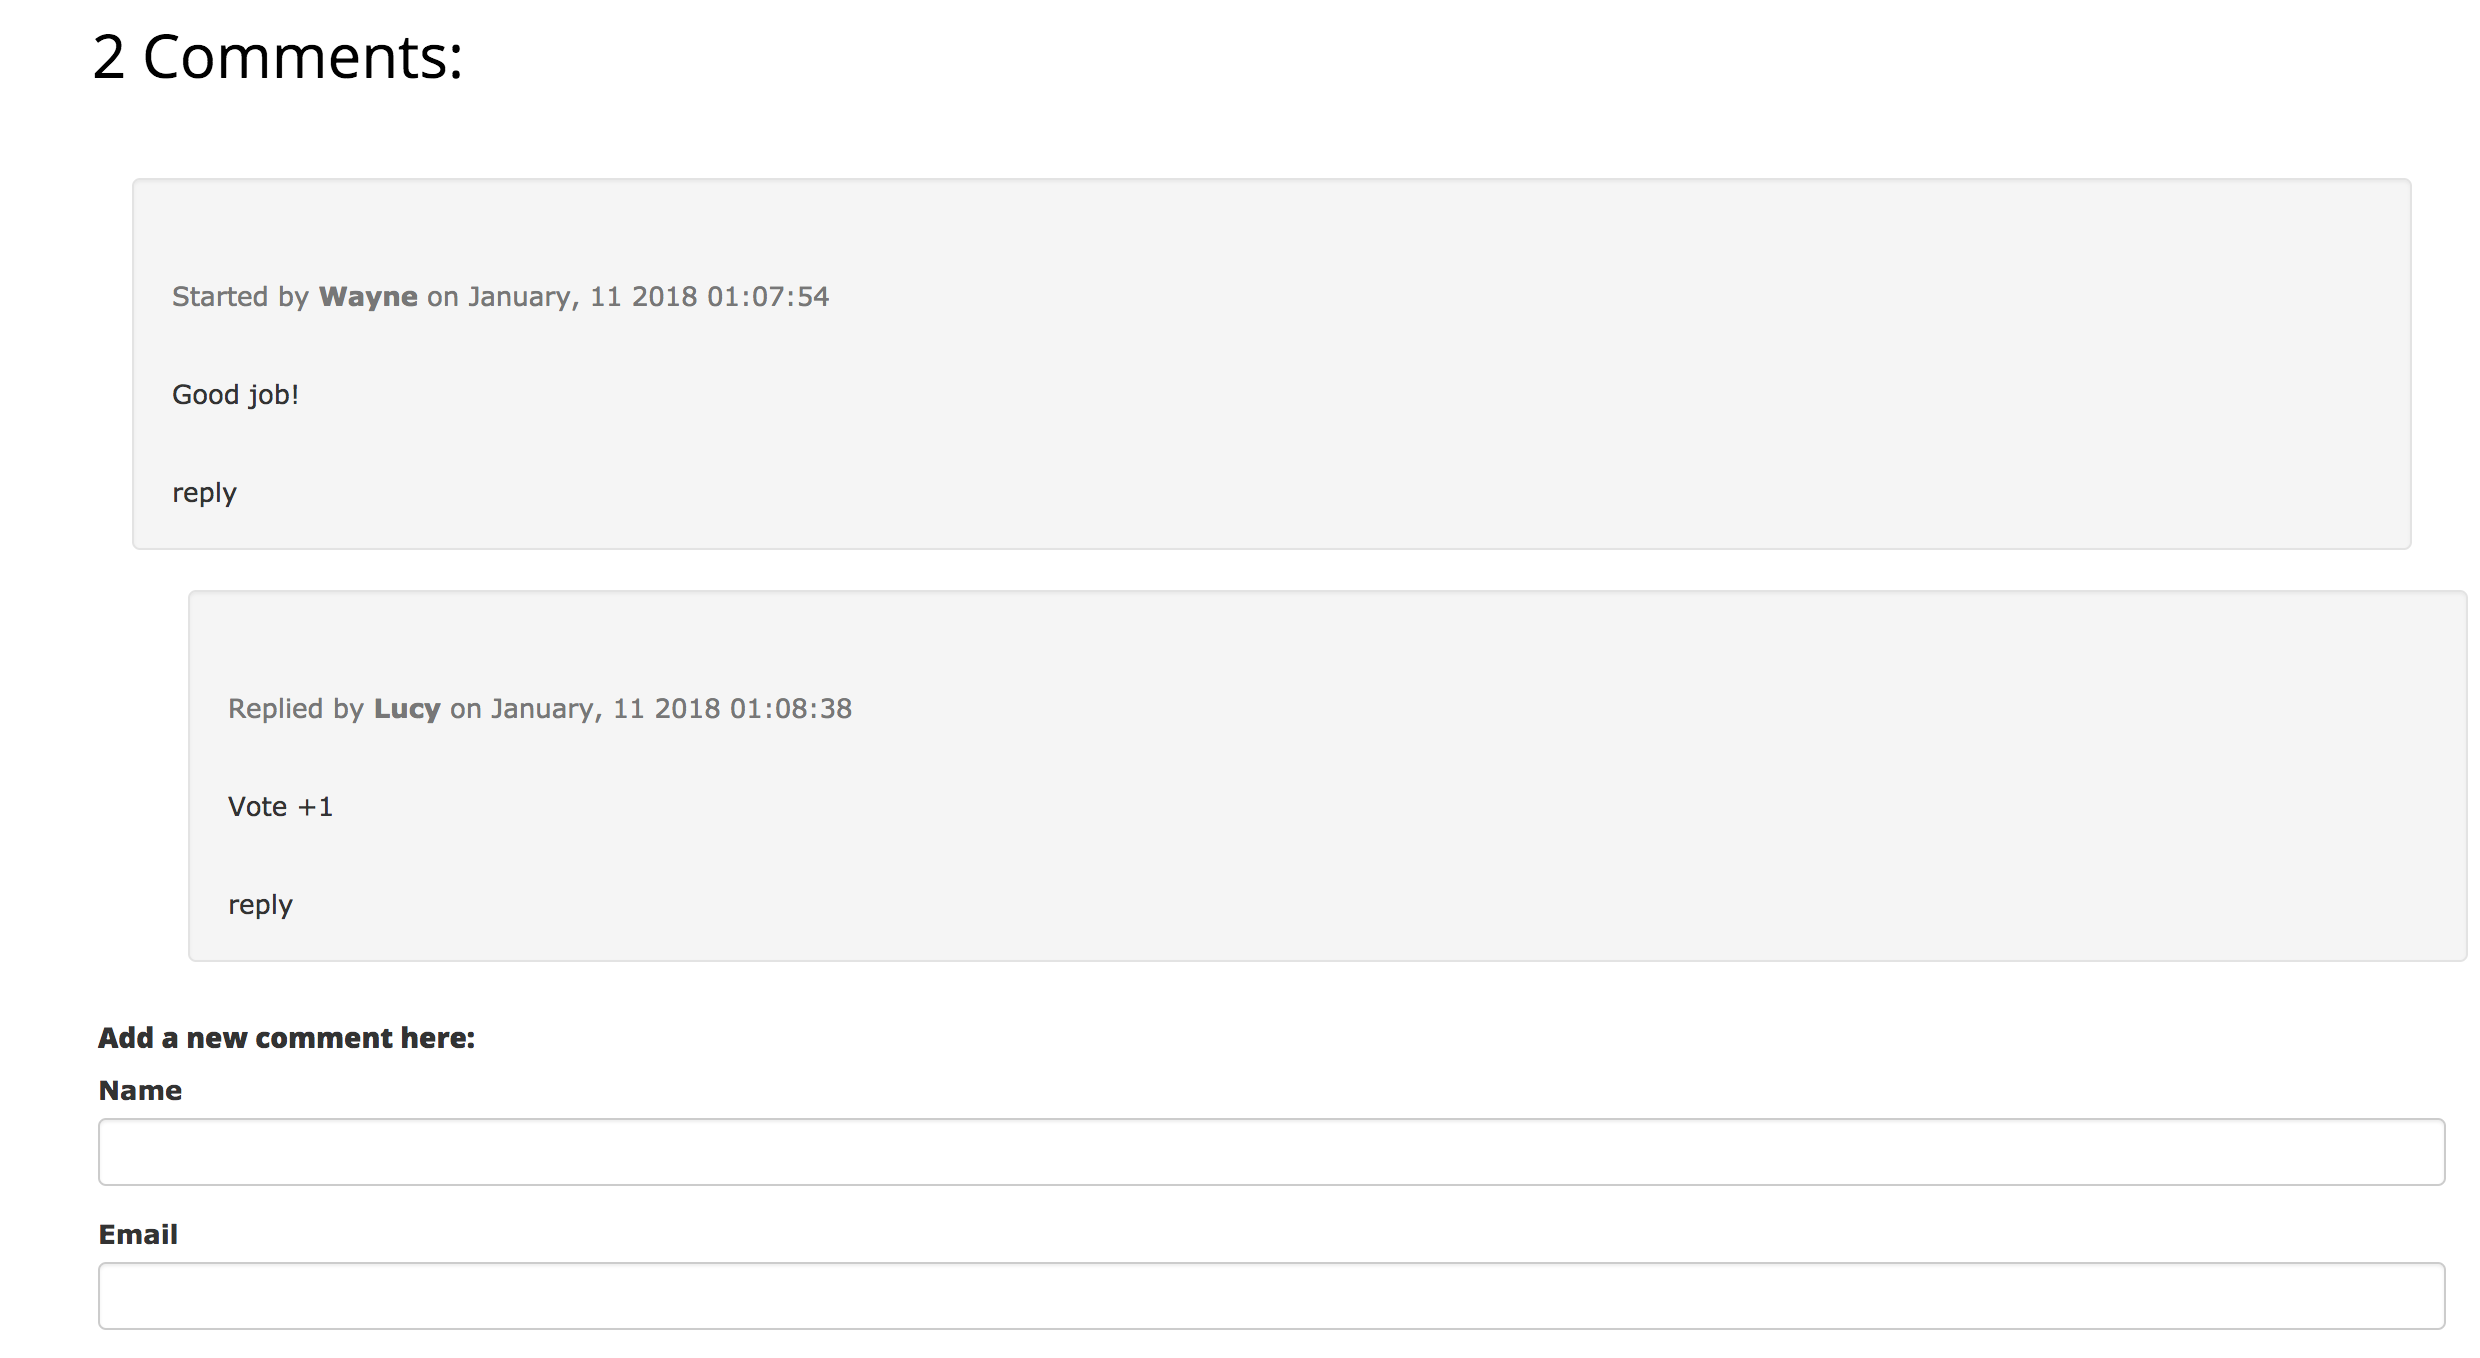 2 Comments:
Started by Wayne on January, 11 2018 01:07:54
Good job!
reply
Replied by Lucy on January, 11 2018 01:08:38
Vote +1
reply
Add a new comment here:
Name
Email